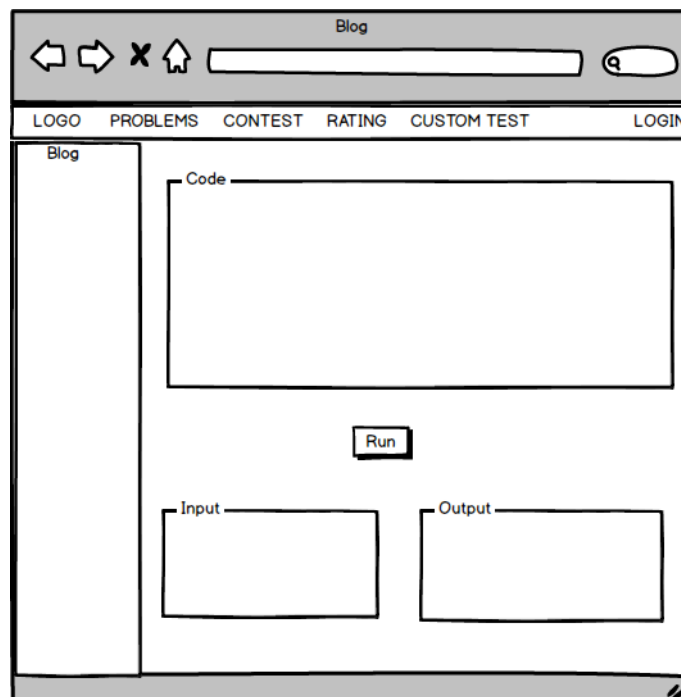 Blog
LOGO PROBLEMS CONTEST RATING CUSTOM TEST LOGIN
Blog
Code
Run
Input Output